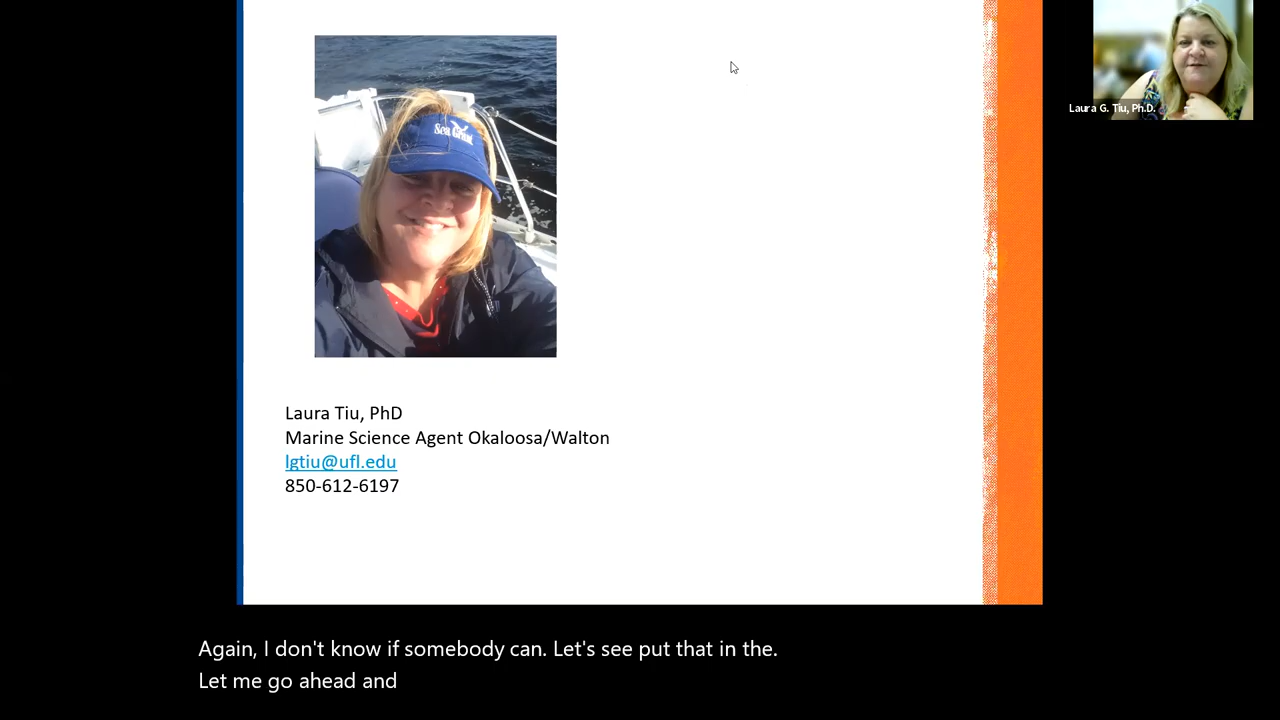 Sea Grant
Laura G. Tiu, Ph.D.
Laura Tiu, PhD
Marine Science Agent Okaloosa/Walton
lgtiu@ufl.edu
850-612-6197
Again, I don't know if somebody can. Let's see put that in the.
Let me go ahead and